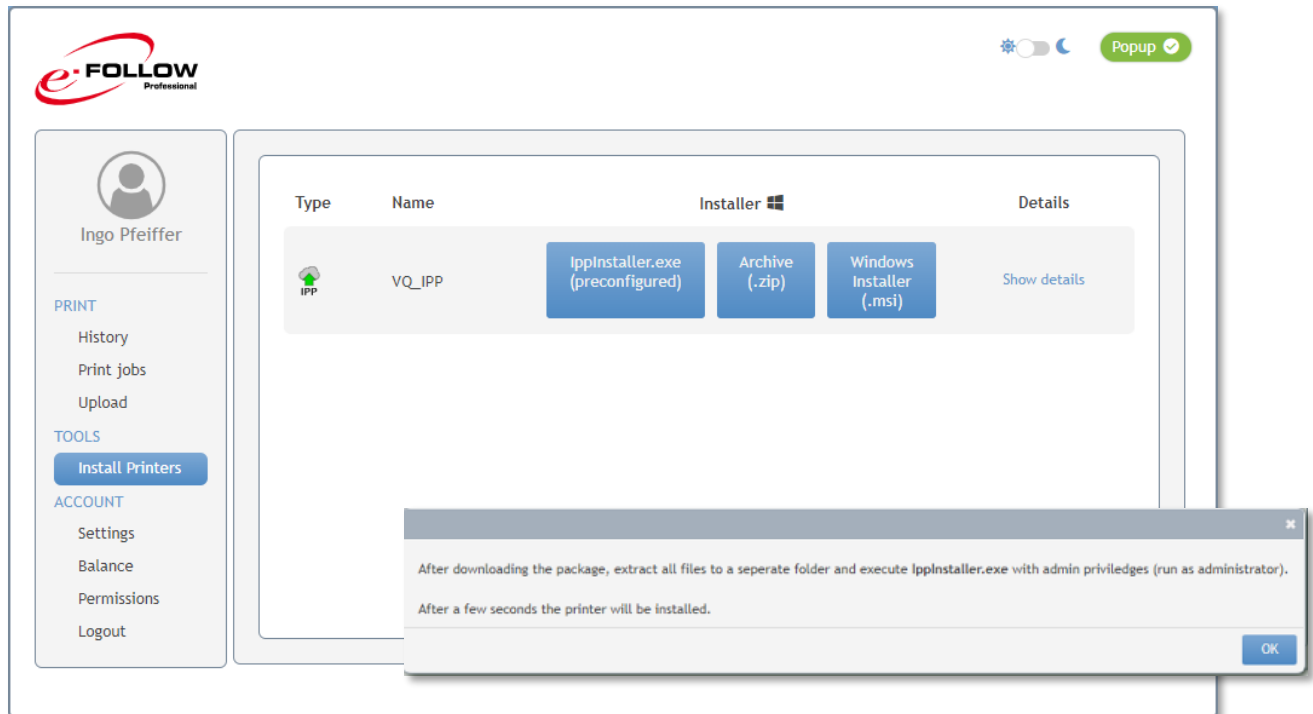 e-FOLLOW
Professional
Popup
Ingo Pfeiffer
PRINT
History
Print jobs
Upload
TOOLS
Install Printers
ACCOUNT
Settings
Balance
Permissions
Logout
Type Name Installer Details
IPP
VQ_IPP
IppInstaller.exe
(preconfigured)
Archive
(.zip)
Windows
Installer
(.msi)
Show details
After downloading the package, extract all files to a seperate folder and execute IppInstaller.exe with admin priviledges (run as administrator).
After a few seconds the printer will be installed.
OK